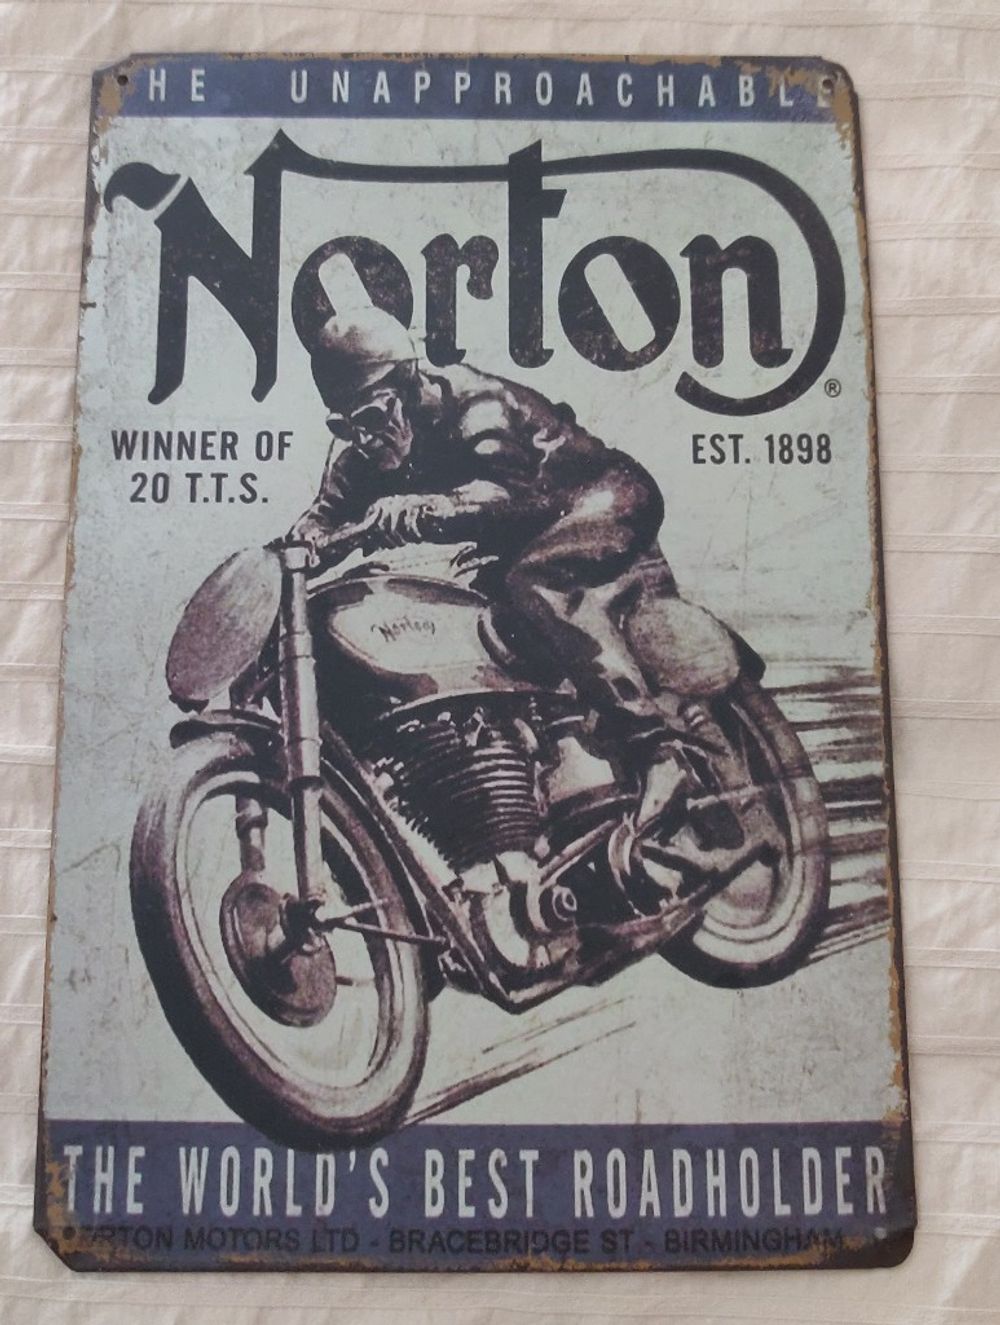 HE UNAPPROACHABLE
Norton
®
WINNER OF
20 T.T.S.
EST. 1898
Norton
THE WORLD'S BEST ROADHOLDER
RTON MOTORS LTD - BRACEBRIDGE ST - BIRMINGHAM